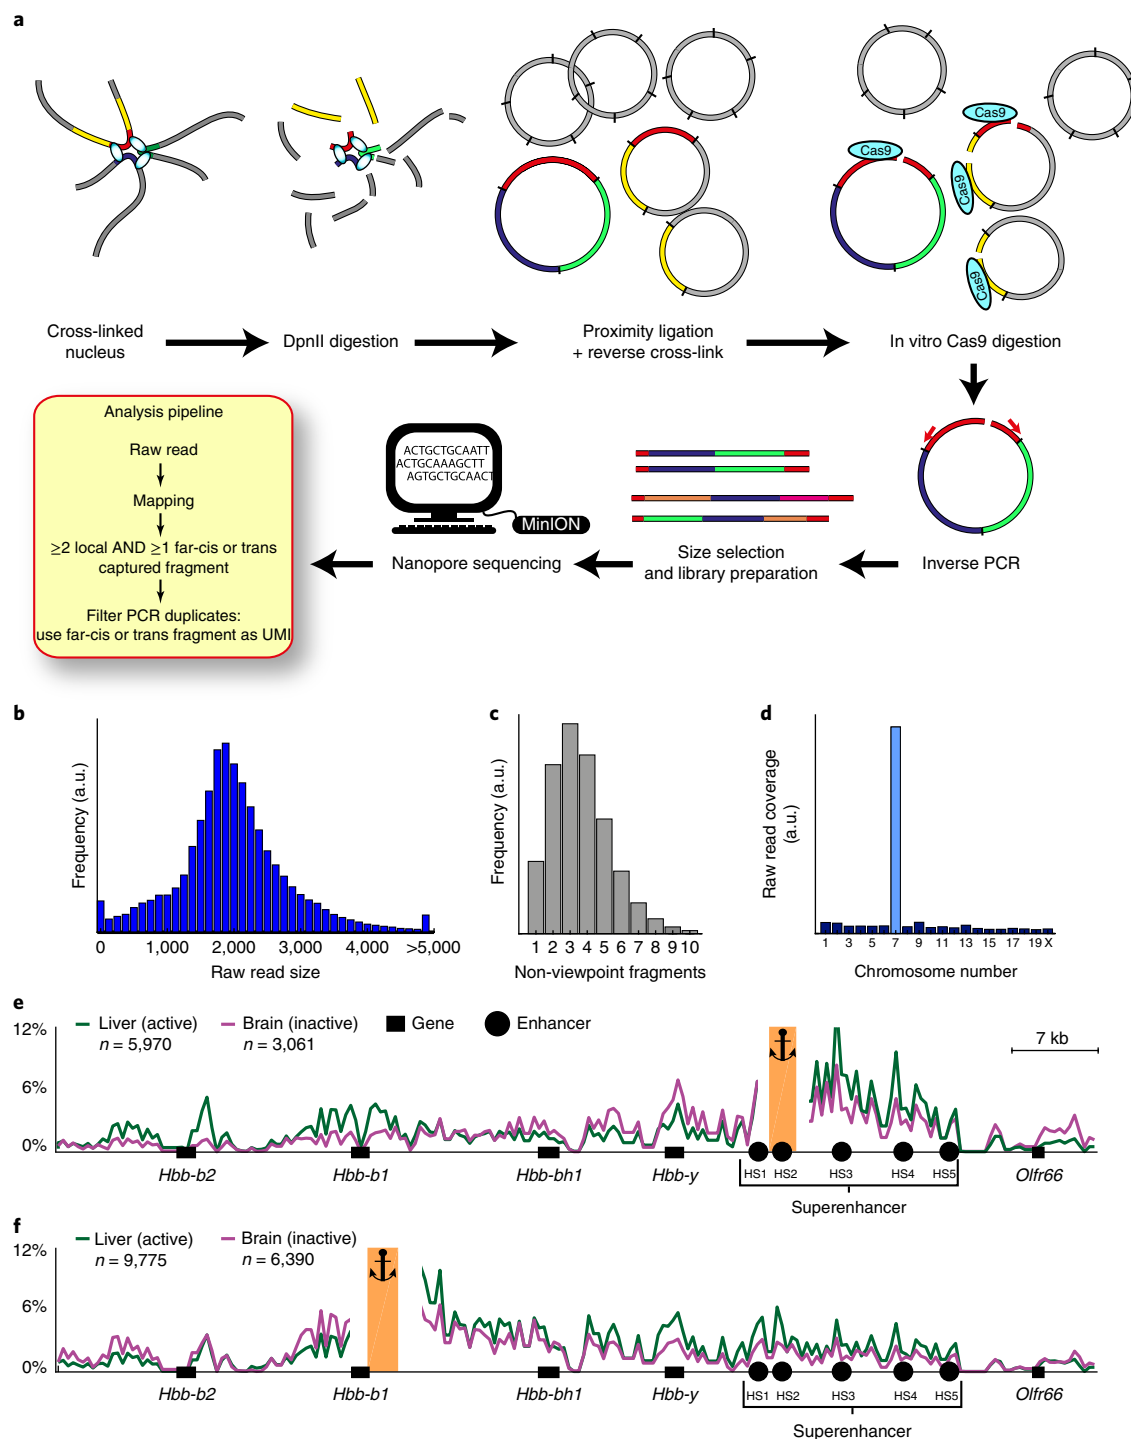 a
Cas9
Cas9
Cas9
Cas9
Cross-linked
nucleus
DpnII digestion
Proximity ligation
+ reverse cross-link
In vitro Cas9 digestion
Analysis pipeline
Raw read
Mapping
≥2 local AND ≥1 far-cis or trans
captured fragment
Filter PCR duplicates:
use far-cis or trans fragment as UMI
ACTGCTGCAATT
ACTGCAAAGCTT
AGTGCTGCAACT
MinION
Nanopore sequencing
Size selection
and library preparation
Inverse PCR
b
Frequency (a.u.)
0 1,000 2,000 3,000 4,000 >5,000
Raw read size
c
Frequency (a.u.)
1 2 3 4 5 6 7 8 9 10
Non-viewpoint fragments
d
Raw read coverage
(a.u.)
1 3 5 7 9 11 13 15 17 19 X
Chromosome number
e
Liver (active)
n = 5,970
Brain (inactive)
n = 3,061
Gene
Enhancer
7 kb
12%
6%
0%
Hbb-b2 Hbb-b1 Hbb-bh1 Hbb-y HS1 HS2 HS3 HS4 HS5 Olfr66
Superenhancer
f
Liver (active)
n = 9,775
Brain (inactive)
n = 6,390
12%
6%
0%
Hbb-b2 Hbb-b1 Hbb-bh1 Hbb-y HS1 HS2 HS3 HS4 HS5 Olfr66
Superenhancer